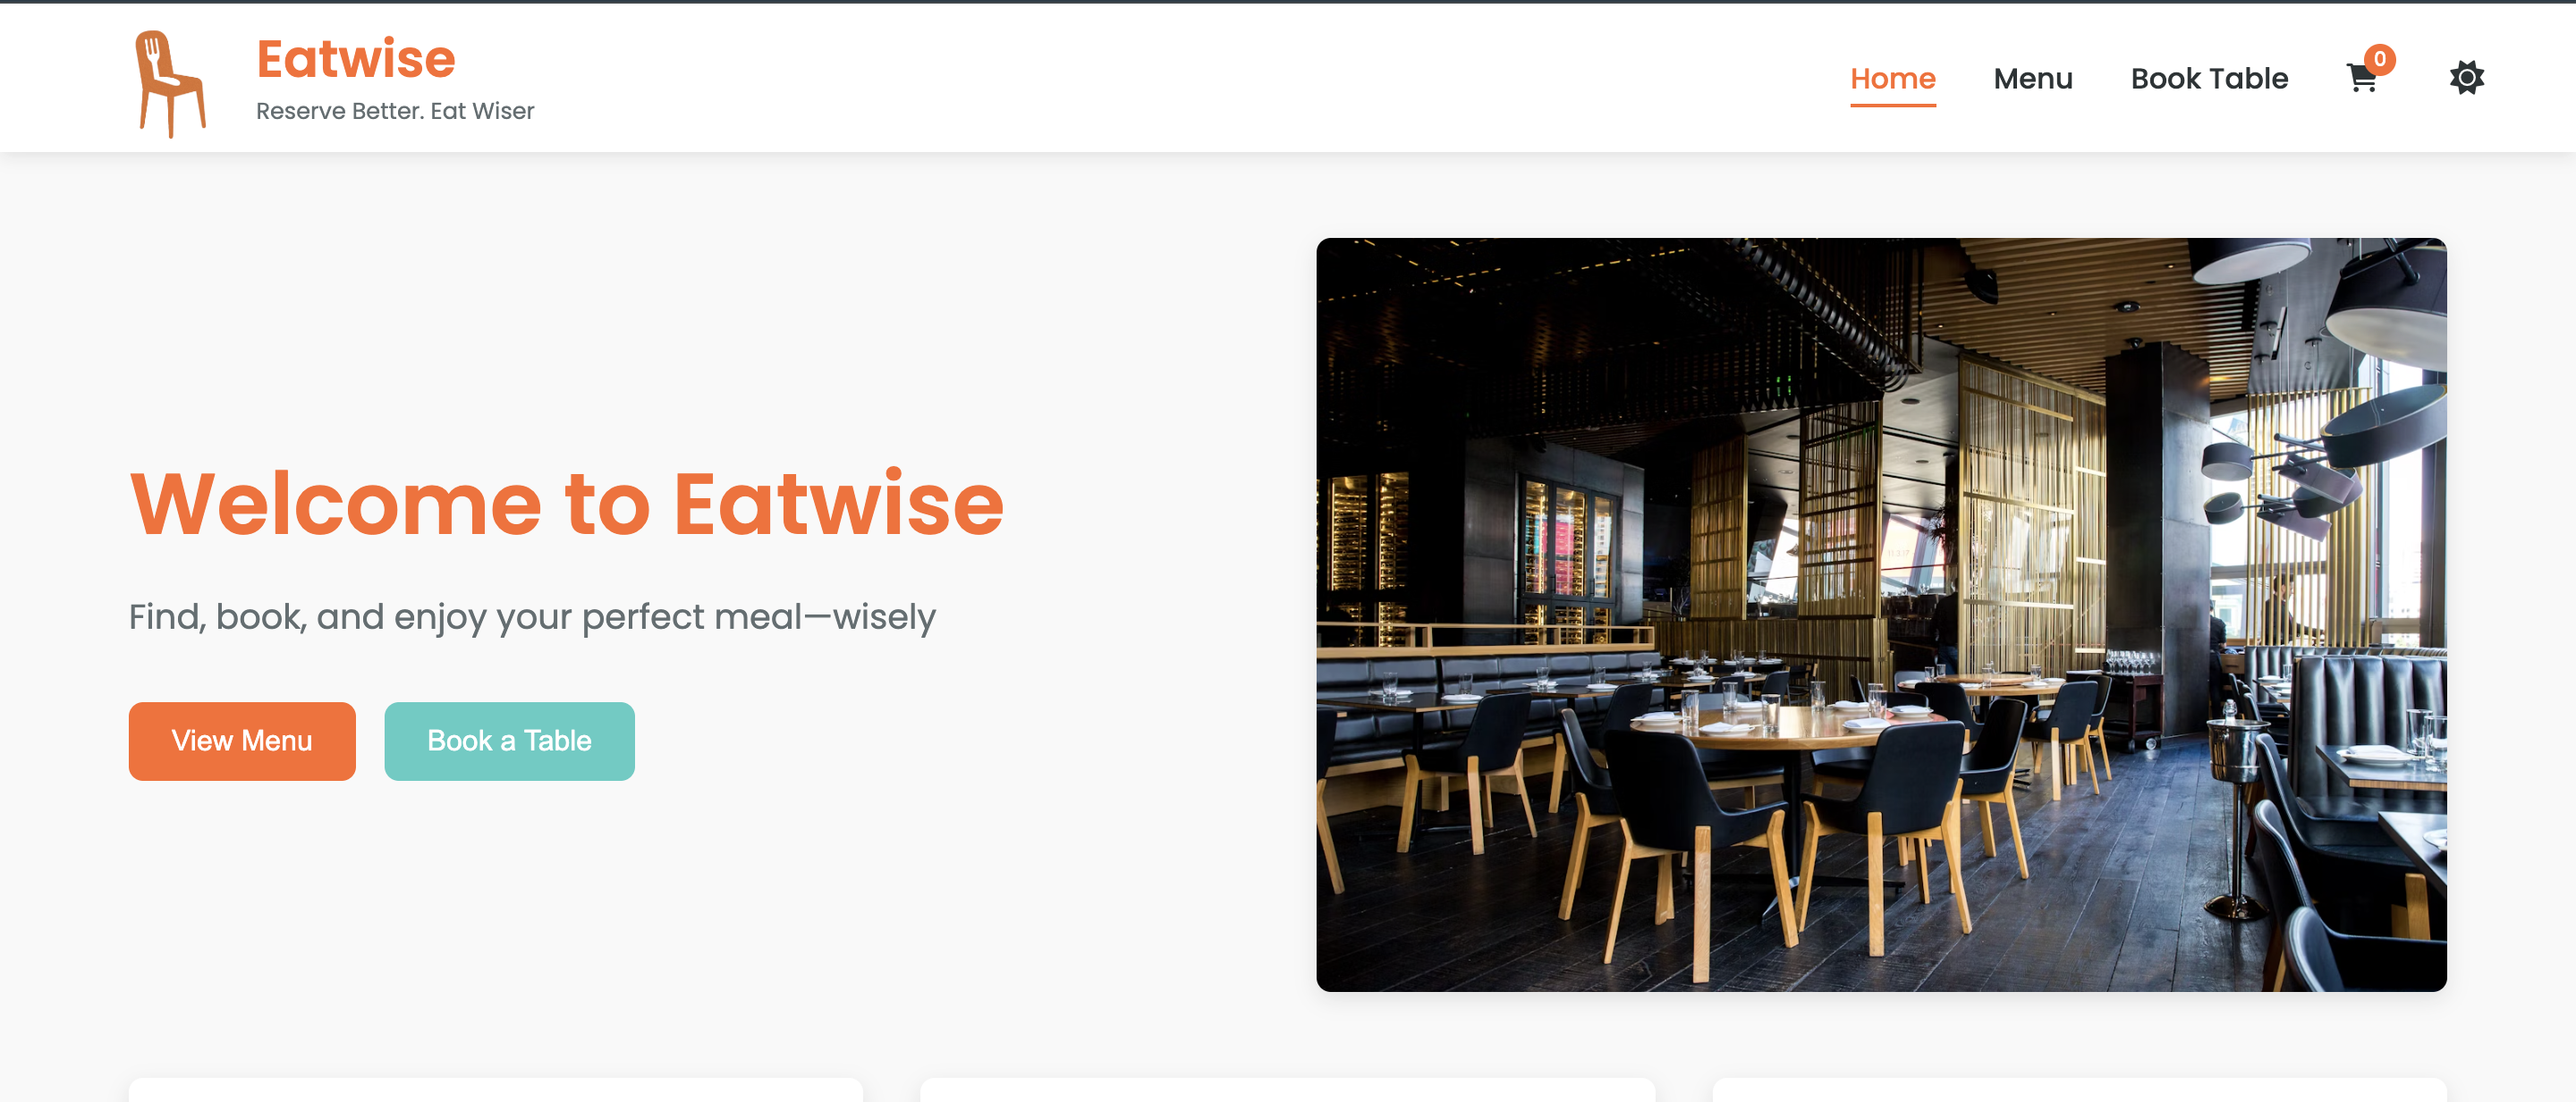 Eatwise
Reserve Better. Eat Wiser
Home
Menu
Book Table
0
Welcome to Eatwise
Find, book, and enjoy your perfect meal—wisely
View Menu
Book a Table